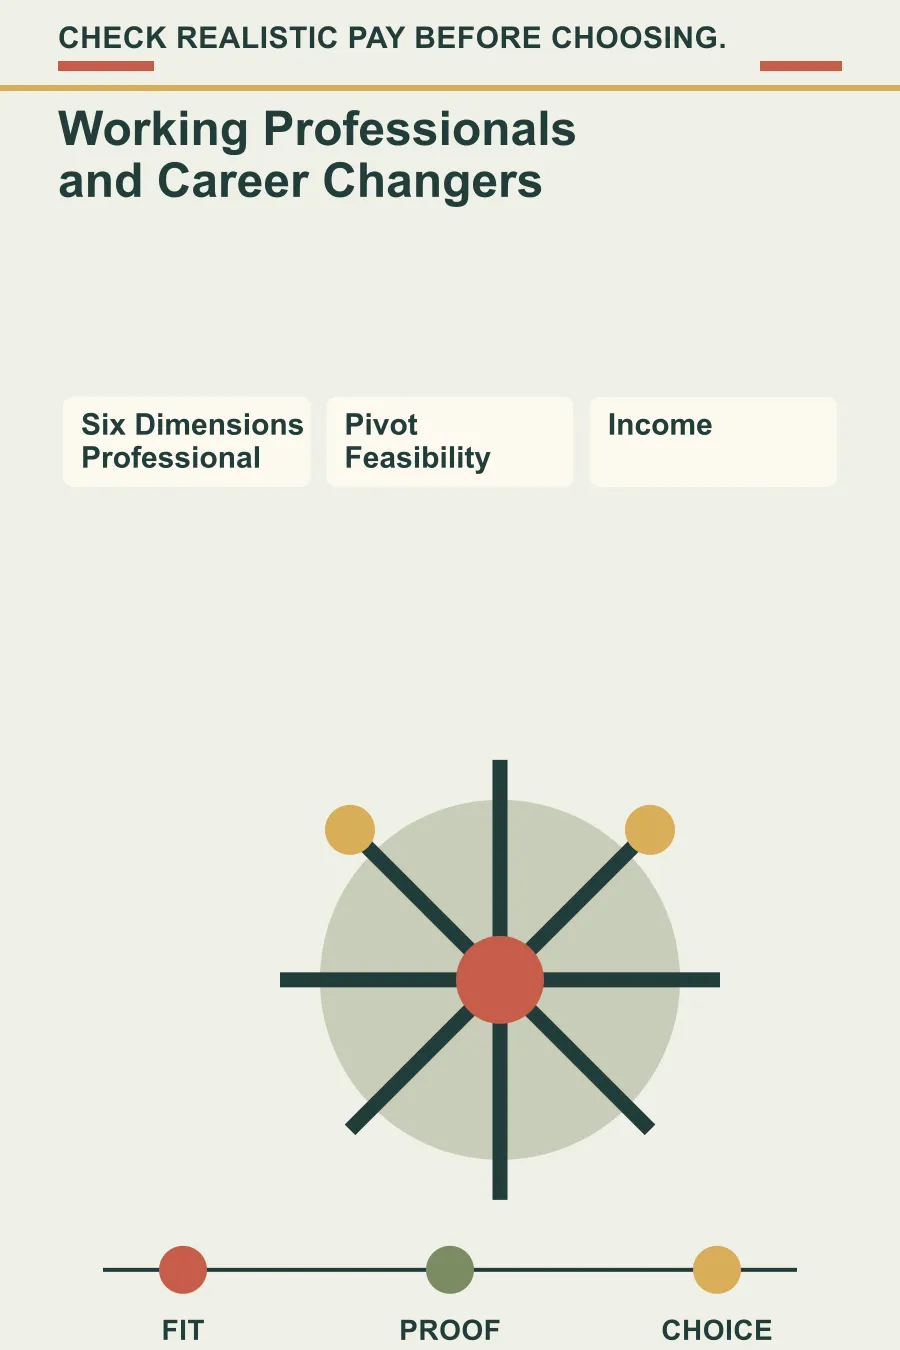 CHECK REALISTIC PAY BEFORE CHOOSING.
Working Professionals
and Career Changers
Six Dimensions
Professional
Pivot
Feasibility
Income
FIT
PROOF
CHOICE